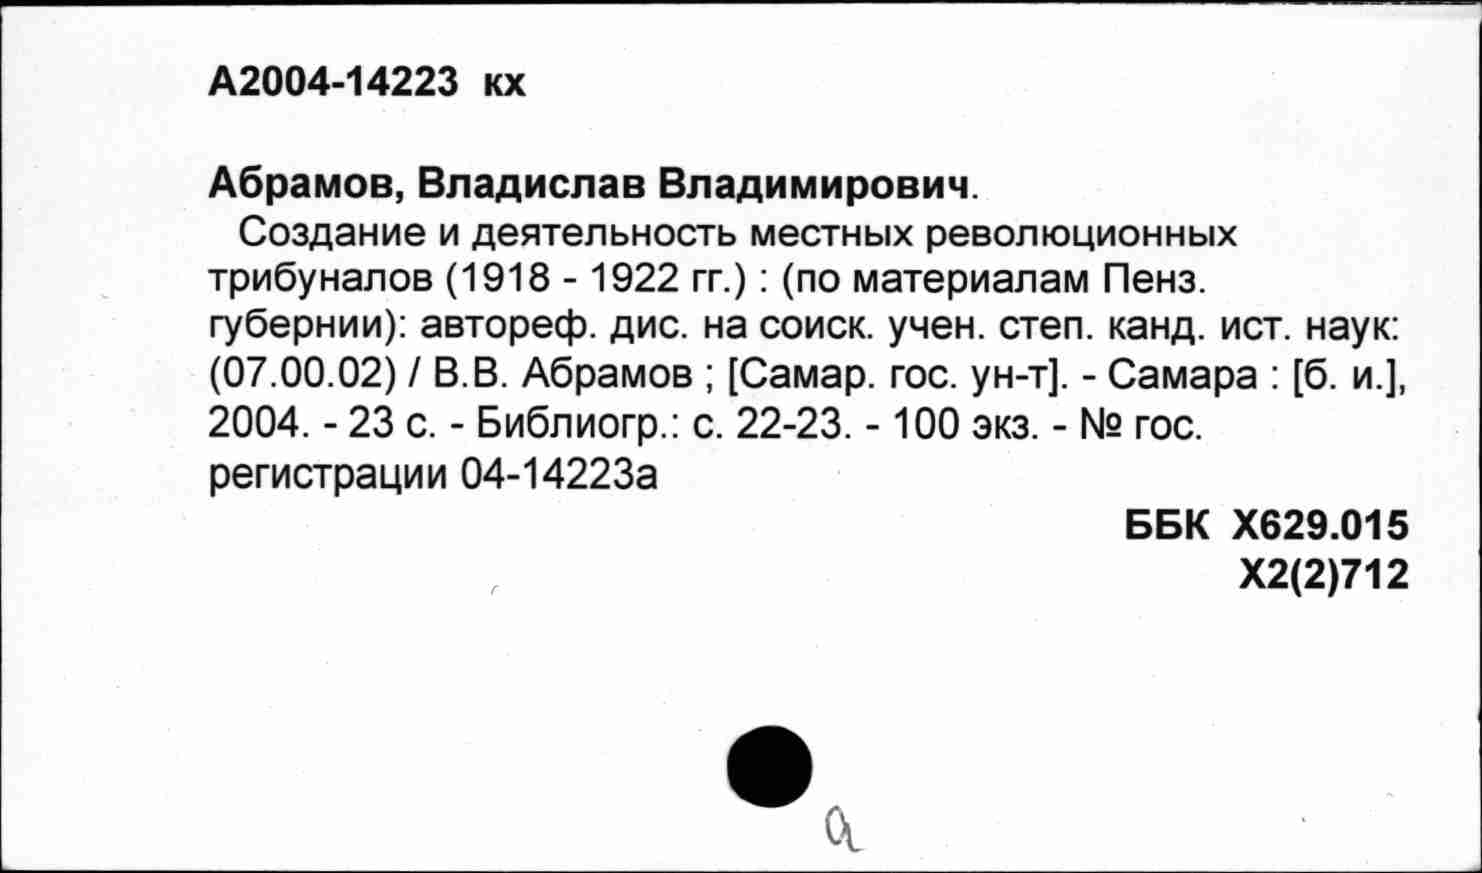 А2004-14223 кх
Абрамов, Владислав Владимирович.
Создание и деятельность местных революционных
трибуналов (1918 - 1922 гг.) : (по материалам Пенз.
губернии): автореф. дис. на соиск. учен. степ. канд. ист. наук:
(07.00.02) / В.В. Абрамов ; [Самар. гос. ун-т]. - Самара : [б. и.],
2004. - 23 с. - Библиогр.: с. 22-23. - 100 экз. - № гос.
регистрации 04-14223а
ББК Х629.015
Х2(2)712
а